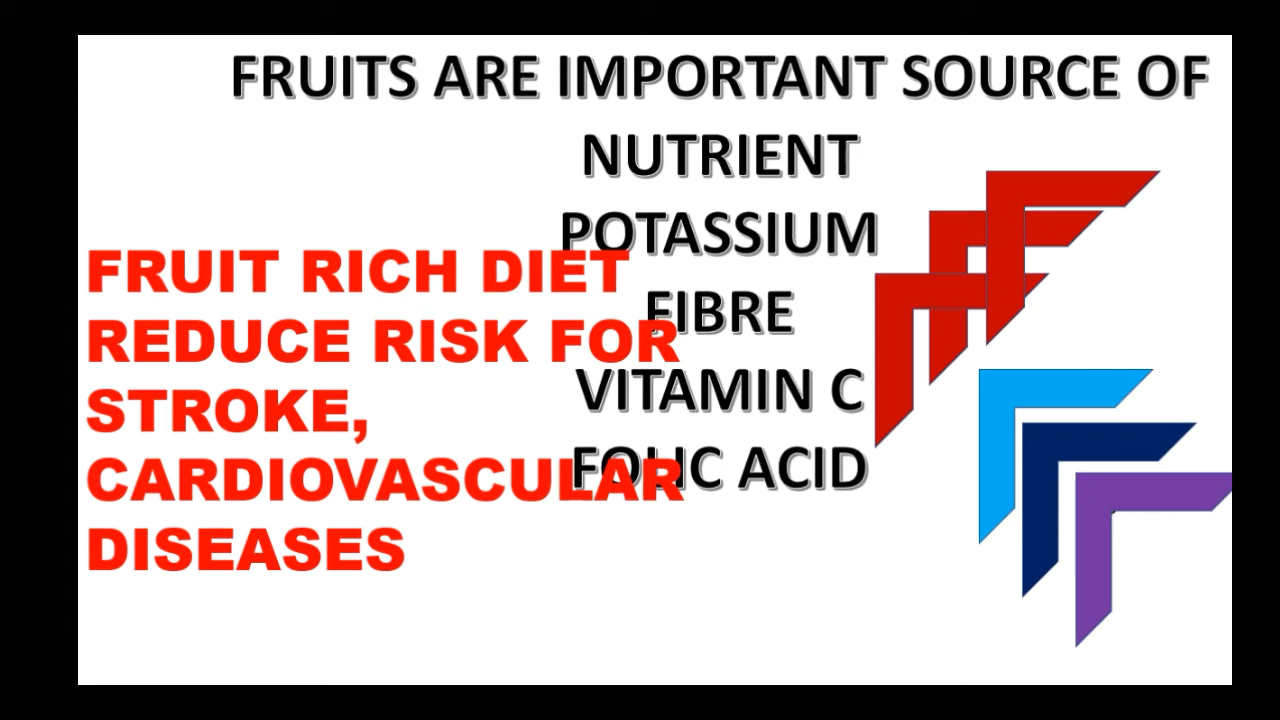 FRUITS ARE IMPORTANT SOURCE OF
NUTRIENT
POTASSIUM
FIBRE
VITAMIN C
FOLIC ACID
FRUIT RICH DIET
REDUCE RISK FOR
STROKE,
CARDIOVASCULAR
DISEASES